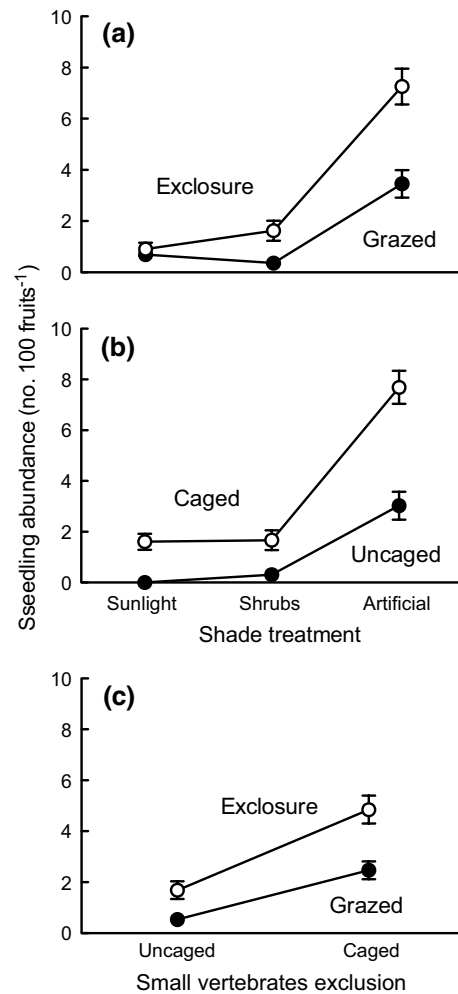 (a)
10
8
6
4
2
0
Exclosure
Grazed
Sseedling abundance (no. 100 fruits⁻¹)
(b)
10
8
6
4
2
0
Caged
Uncaged
Sunlight Shrubs Artificial
Shade treatment
(c)
10
8
6
4
2
0
Exclosure
Grazed
Uncaged Caged
Small vertebrates exclusion